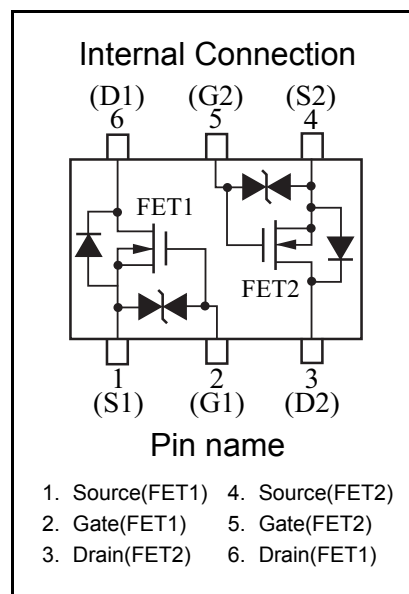 Internal Connection
(D1) (G2) (S2)
6 5 4
FET1
FET2
1 2 3
(S1) (G1) (D2)
Pin name
1. Source(FET1) 4. Source(FET2)
2. Gate(FET1) 5. Gate(FET2)
3. Drain(FET2) 6. Drain(FET1)